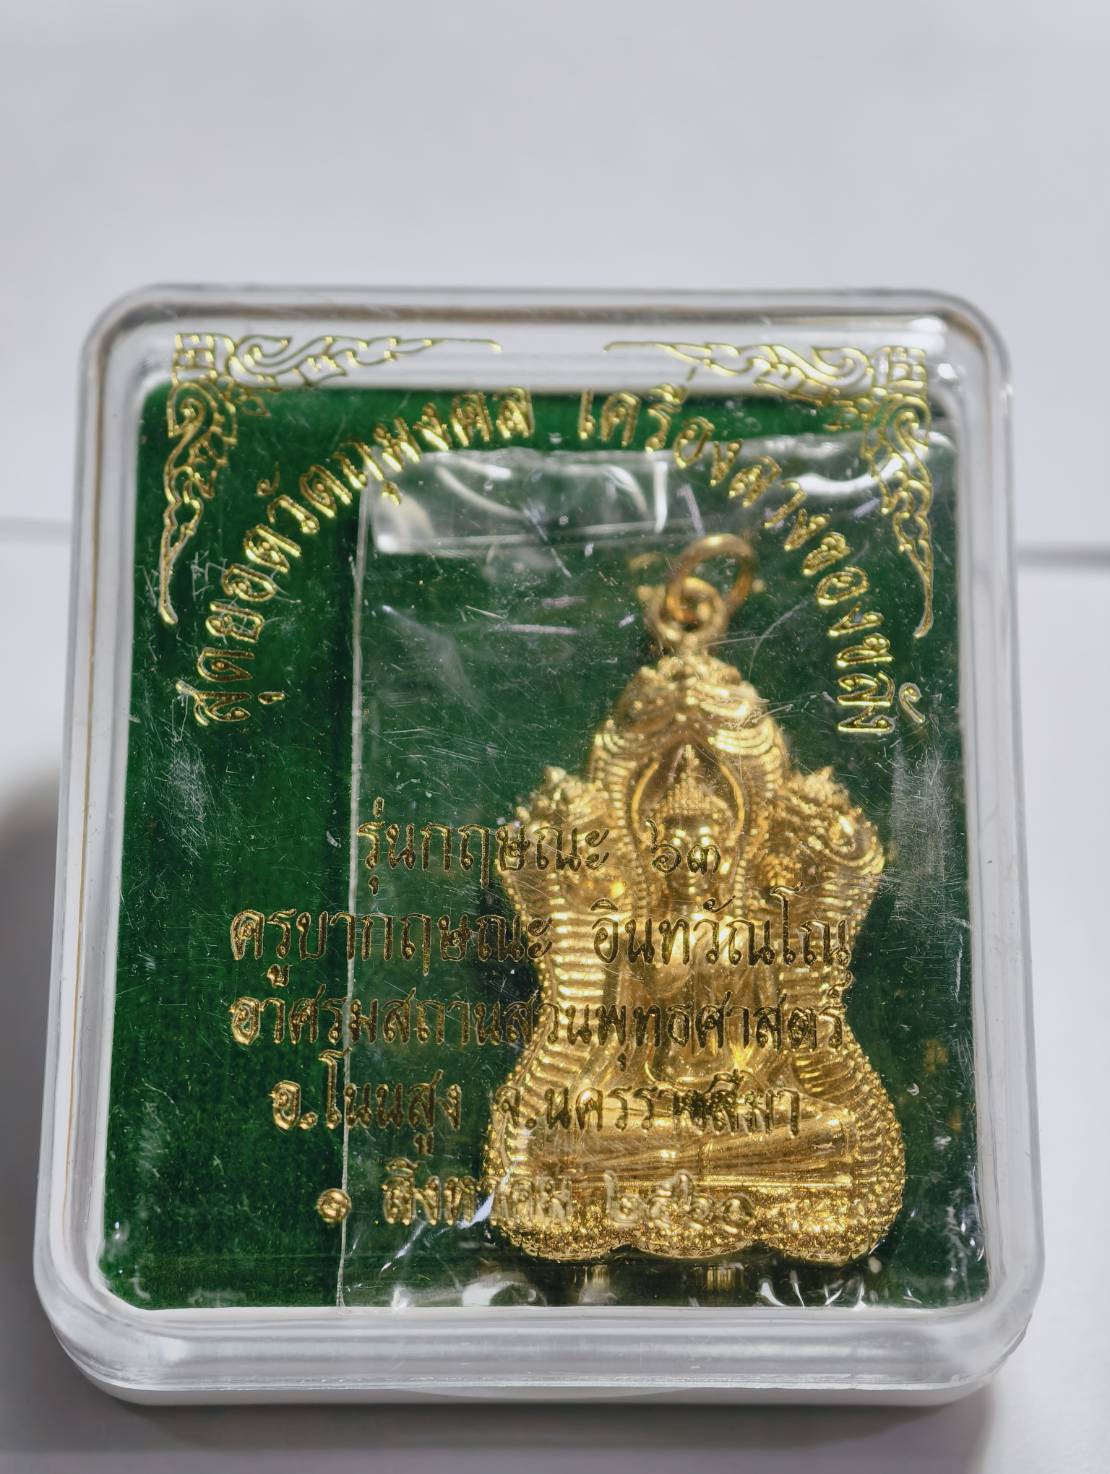 สุดยอดวัตถุมงคล เครื่องลางของขลัง
รุ่นกฤษณะ ๖๓
ครูบากฤษณะ อินทวัณโณ
อาศรมสถานสวนพุทธศาสตร์
อ.โนนสูง จ.นครราชสีมา
๑ สิงหาคม ๒๕๖๑